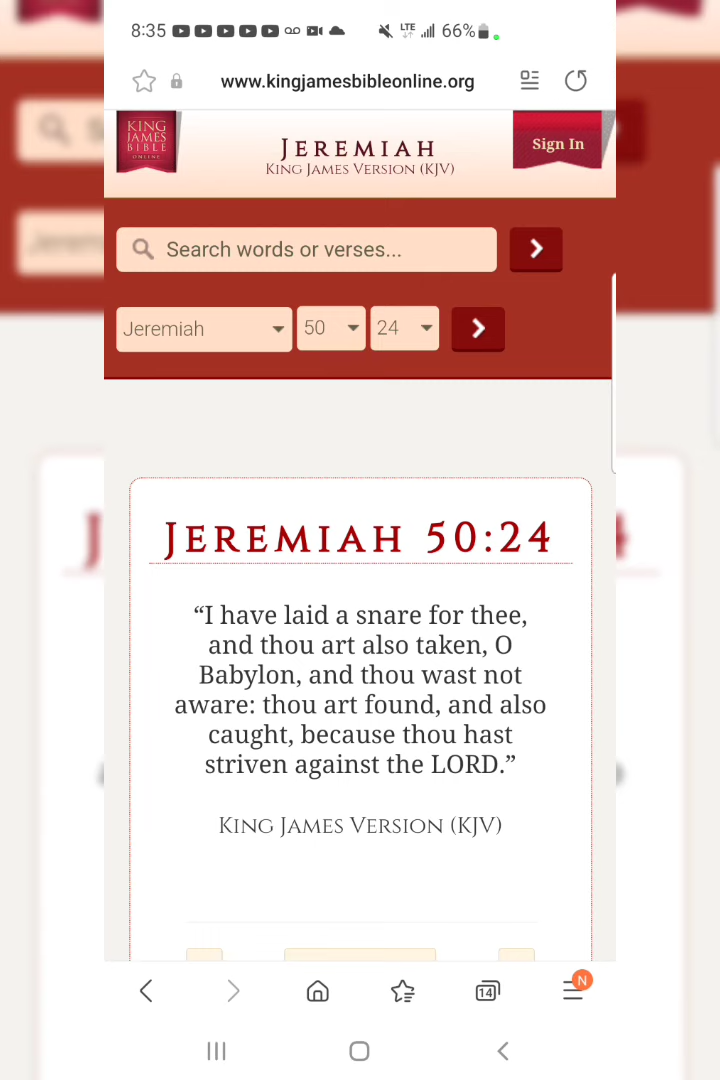 8:35 LTE 66%
www.kingjamesbibleonline.org
KING
JAMES
BIBLE
ONLINE
JEREMIAH
KING JAMES VERSION (KJV)
Sign In
Search words or verses...
Jeremiah 50 24
JEREMIAH 50:24
“I have laid a snare for thee,
and thou art also taken, O
Babylon, and thou wast not
aware: thou art found, and also
caught, because thou hast
striven against the LORD.”
KING JAMES VERSION (KJV)
14 N